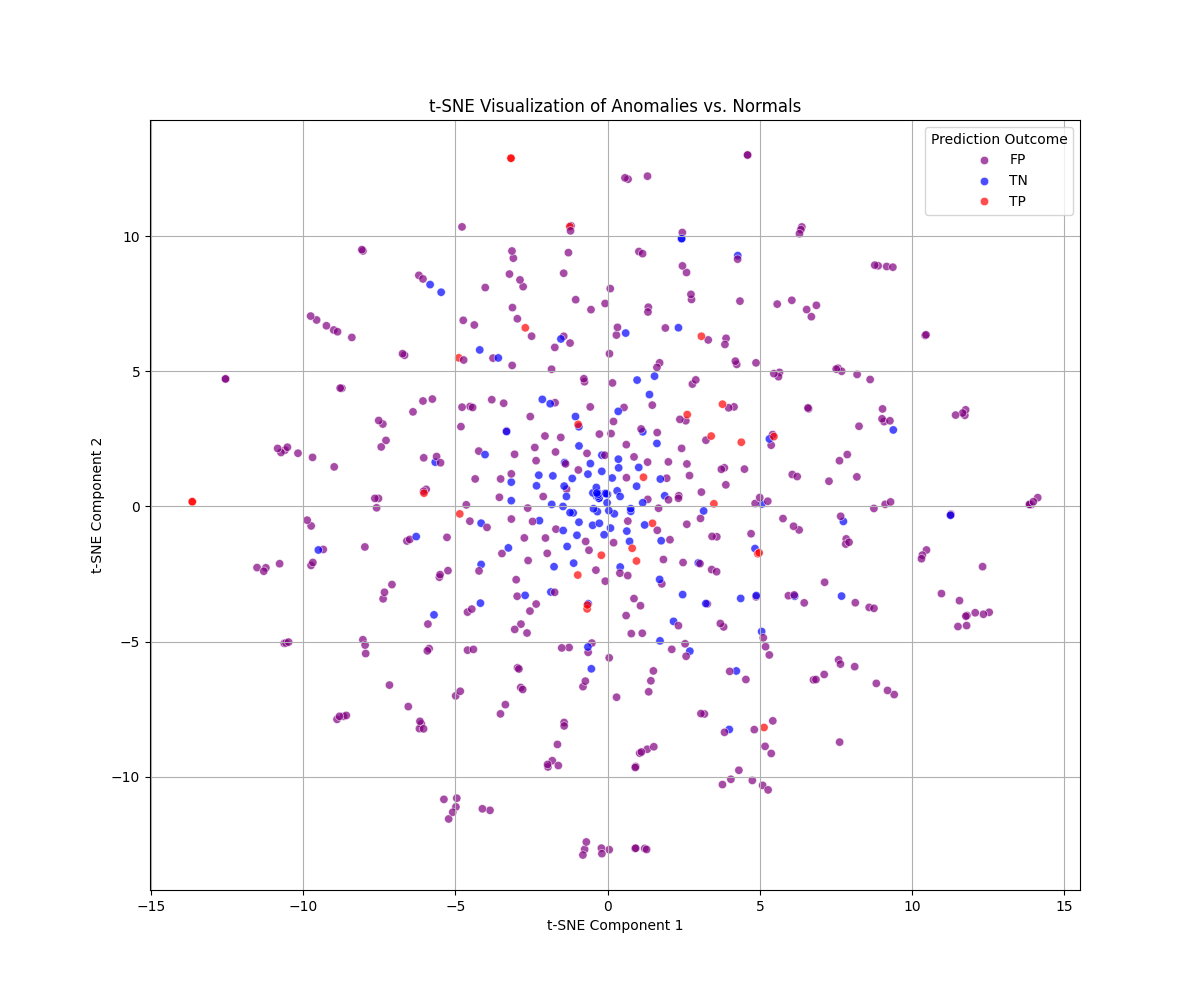 t-SNE Visualization of Anomalies vs. Normals
Prediction Outcome
FP
TN
TP
10
5
0
−5
−10
t-SNE Component 2
−15
−10
−5
0
5
10
15
t-SNE Component 1